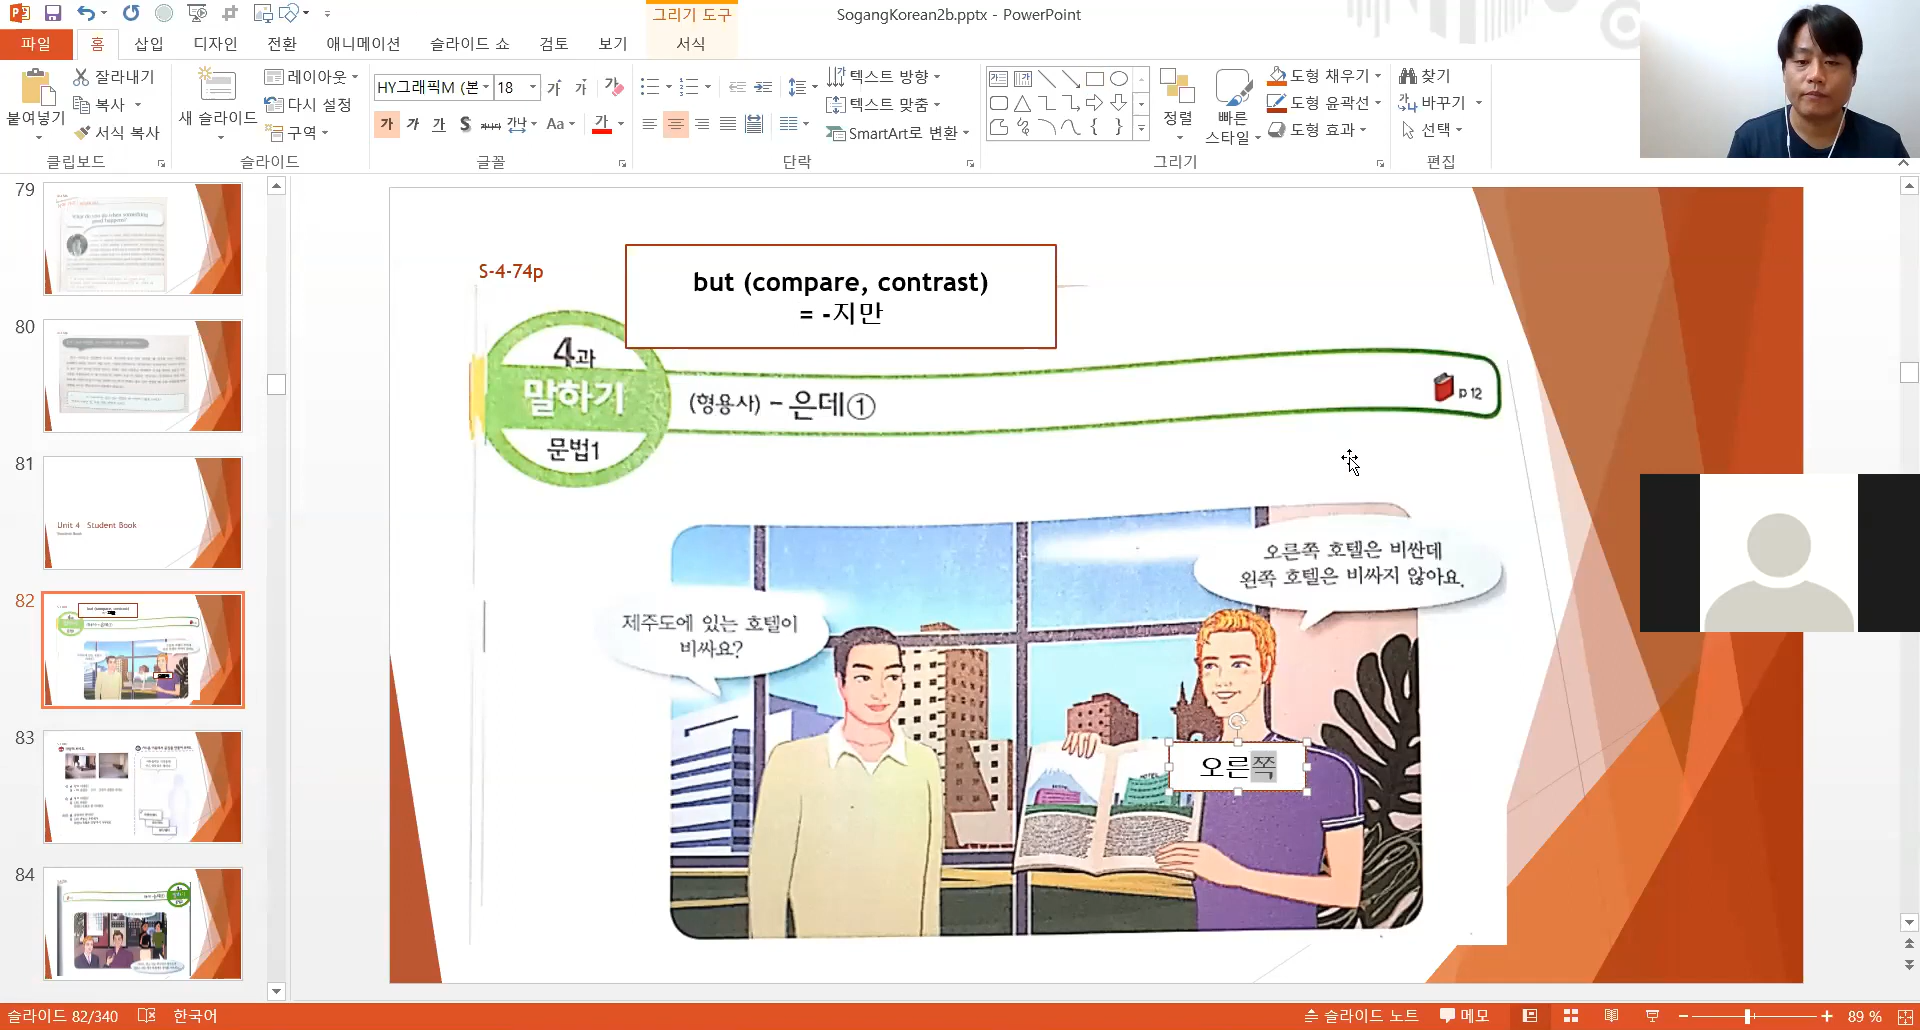 SogangKorean2b.pptx - PowerPoint
그리기 도구
파일 홈 삽입 디자인 전환 애니메이션 슬라이드 쇼 검토 보기 서식
붙여넣기
잘라내기
복사
서식 복사
클립보드
새 슬라이드
레이아웃
다시 설정
구역
슬라이드
HY그래픽M (본 18
글꼴
텍스트 방향
텍스트 맞춤
SmartArt로 변환
단락
정렬
빠른 스타일
도형 채우기
도형 윤곽선
도형 효과
그리기
찾기
바꾸기
선택
편집
79
80
81
Unit 4 Student Book
82
83
84
S-4-74p
but (compare, contrast)
= -지만
4과
말하기
문법1
(형용사) - 은데①
p 12
오른쪽 호텔은 비싼데
왼쪽 호텔은 비싸지 않아요.
제주도에 있는 호텔이
비싸요?
오른쪽
슬라이드 82/340 한국어
슬라이드 노트 메모 89 %